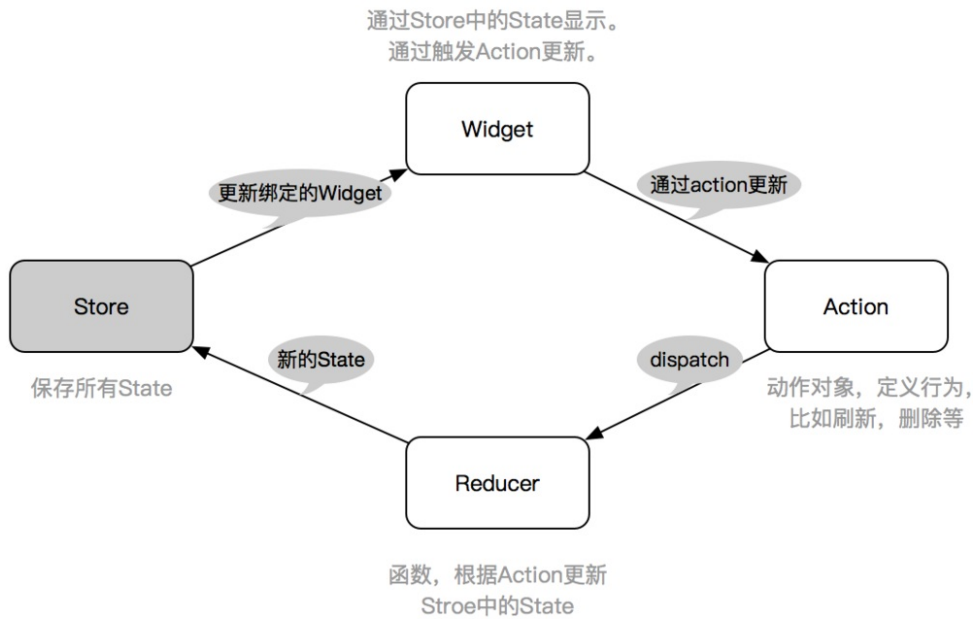 通过Store中的State显示。
通过触发Action更新。
Widget
更新绑定的Widget
通过action更新
Store
Action
新的State
dispatch
保存所有State
动作对象，定义行为，
比如刷新，删除等
Reducer
函数，根据Action更新
Stroe中的State